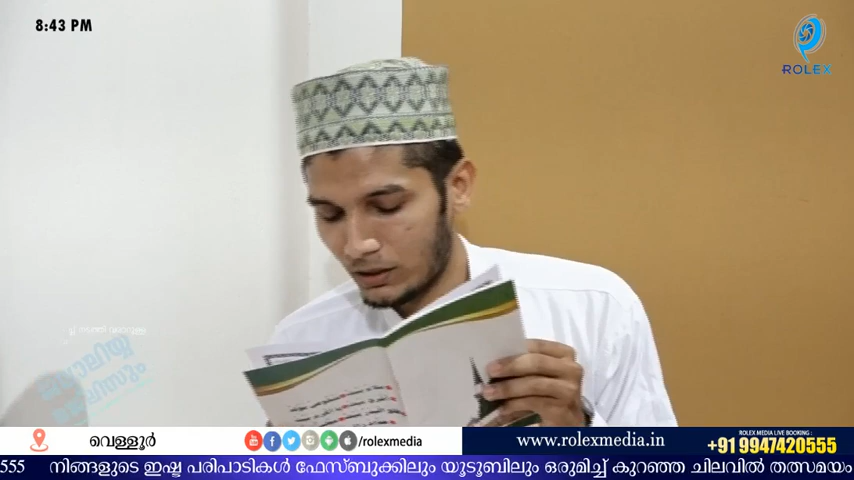 8:43 PM
ROLEX
വെള്ളൂർ
/rolexmedia
www.rolexmedia.in
ROLEX MEDIA LIVE BOOKING :
+91 9947420555
555 നിങ്ങളുടെ ഇഷ്ട പരിപാടികൾ ഫേസ്ബുക്കിലും യൂടൂബിലും ഒരുമിച്ച് കുറഞ്ഞ ചിലവിൽ തത്സമയം